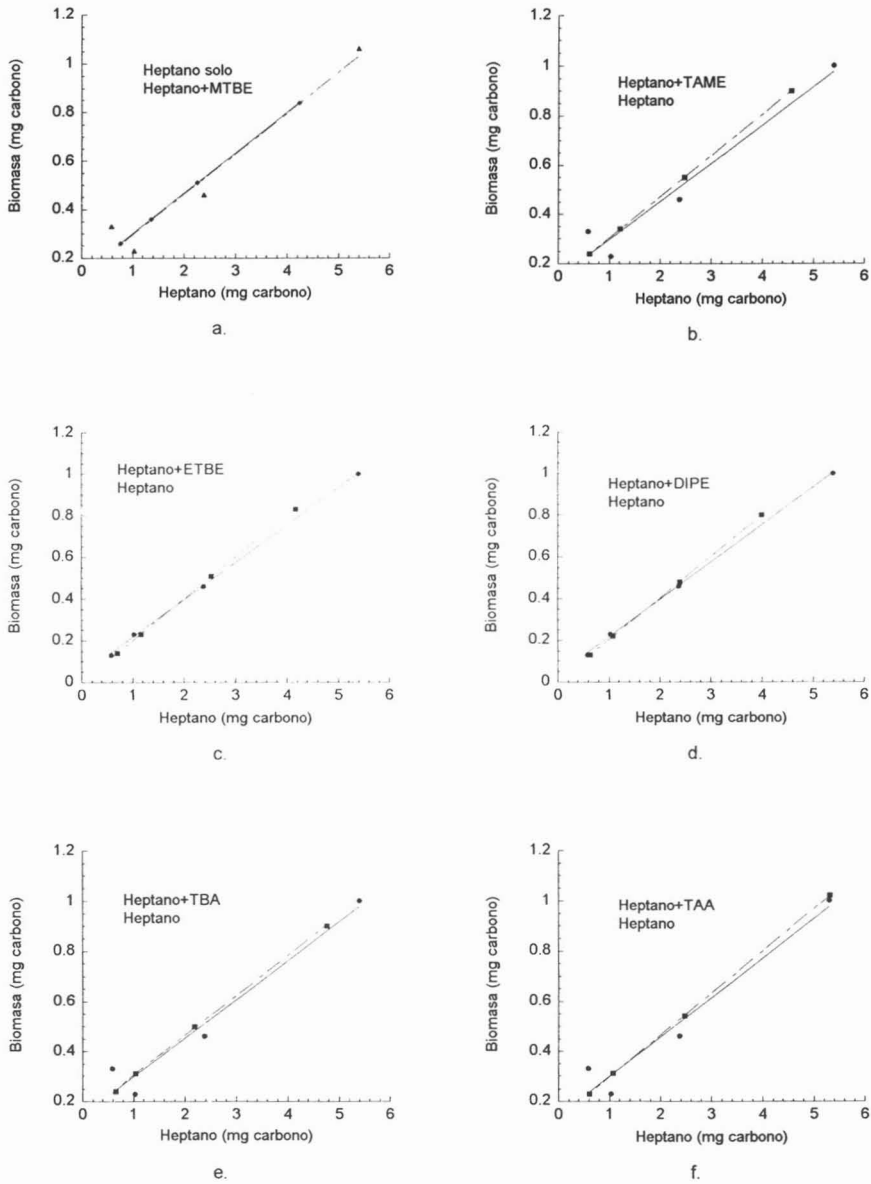 1.2
1
0.8
0.6
0.4
0.2
Biomasa (mg carbono)
Heptano solo
Heptano+MTBE
0 1 2 3 4 5 6
Heptano (mg carbono)
a.
1.2
1
0.8
0.6
0.4
0.2
Biomasa (mg carbono)
Heptano+TAME
Heptano
0 1 2 3 4 5 6
Heptano (mg carbono)
b.
1.2
1
0.8
0.6
0.4
0.2
0
Biomasa (mg carbono)
Heptano+ETBE
Heptano
0 1 2 3 4 5 6
Heptano (mg carbono)
c.
1.2
1
0.8
0.6
0.4
0.2
0
Biomasa (mg carbono)
Heptano+DIPE
Heptano
0 1 2 3 4 5 6
Heptano (mg carbono)
d.
1.2
1
0.8
0.6
0.4
0.2
Biomasa (mg carbono)
Heptano+TBA
Heptano
0 1 2 3 4 5 6
Heptano (mg carbono)
e.
1.2
1
0.8
0.6
0.4
0.2
Biomasa (mg carbono)
Heptano+TAA
Heptano
0 1 2 3 4 5 6
Heptano (mg carbono)
f.